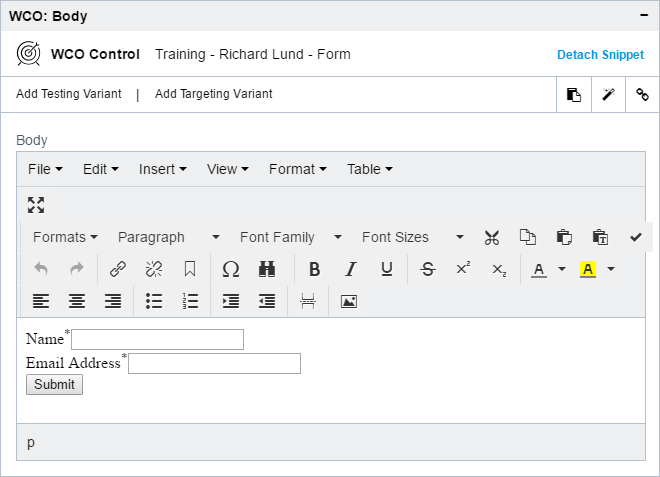 WCO: Body
WCO Control Training - Richard Lund - Form Detach Snippet
Add Testing Variant | Add Targeting Variant
Body
File Edit Insert View Format Table
Formats Paragraph Font Family Font Sizes
B I U S x² x₂ A A
Name*
Email Address*
Submit
p